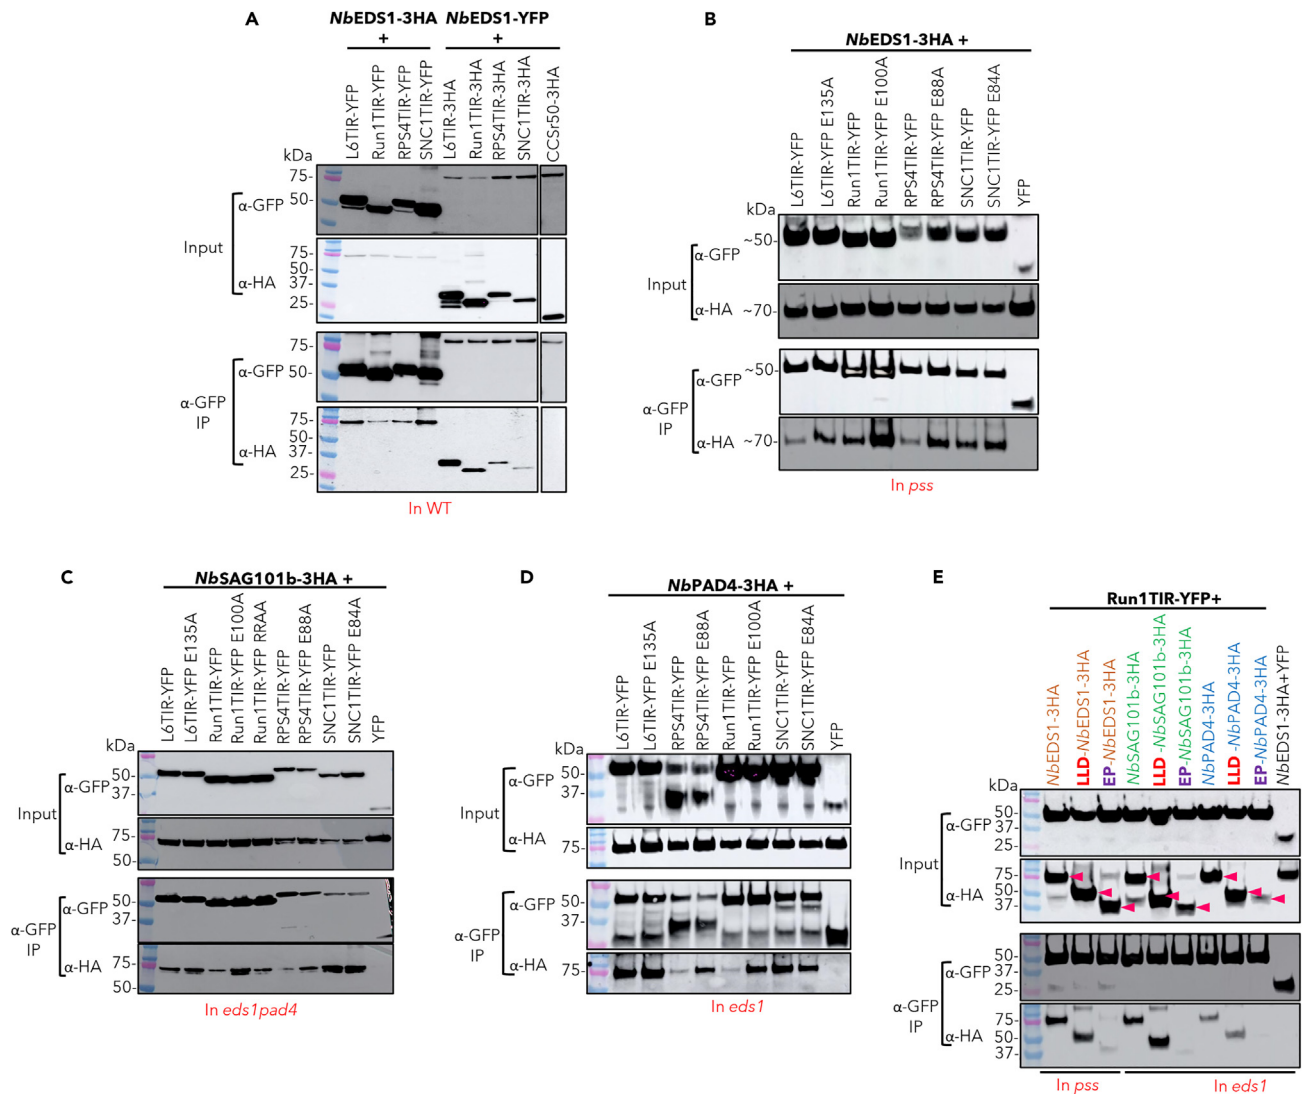 A
NbEDS1-3HA NbEDS1-YFP
+ +
L6TIR-YFP
Run1TIR-YFP
RPS4TIR-YFP
SNC1TIR-YFP
L6TIR-3HA
Run1TIR-3HA
RPS4TIR-3HA
SNC1TIR-3HA
CCSr50-3HA
kDa
75-
50-
α-GFP
Input
75-
50-
37-
25-
α-HA
75-
50-
α-GFP
α-GFP
IP
75-
50-
37-
25-
α-HA
In WT
B
NbEDS1-3HA +
L6TIR-YFP
L6TIR-YFP E135A
Run1TIR-YFP
Run1TIR-YFP E100A
RPS4TIR-YFP
RPS4TIR-YFP E88A
SNC1TIR-YFP
SNC1TIR-YFP E84A
YFP
kDa
~50-
α-GFP
Input
α-HA ~70-
~50-
α-GFP
α-GFP
IP
α-HA ~70-
In pss
C
NbSAG101b-3HA +
L6TIR-YFP
L6TIR-YFP E135A
Run1TIR-YFP
Run1TIR-YFP E100A
Run1TIR-YFP RRAA
RPS4TIR-YFP
RPS4TIR-YFP E88A
SNC1TIR-YFP
SNC1TIR-YFP E84A
YFP
kDa
50-
α-GFP
37-
Input
75-
α-HA
50-
50-
α-GFP
37-
α-GFP
IP
75-
α-HA
50-
In eds1pad4
D
NbPAD4-3HA +
L6TIR-YFP
L6TIR-YFP E135A
RPS4TIR-YFP
RPS4TIR-YFP E88A
Run1TIR-YFP
Run1TIR-YFP E100A
SNC1TIR-YFP
SNC1TIR-YFP E84A
YFP
kDa
50-
α-GFP
37-
Input
α-HA
75-
50-
α-GFP
37-
α-GFP
IP
α-HA
75-
In eds1
E
Run1TIR-YFP+
NbEDS1-3HA
LLD-NbEDS1-3HA
EP-NbEDS1-3HA
NbSAG101b-3HA
LLD-NbSAG101b-3HA
EP-NbSAG101b-3HA
NbPAD4-3HA
LLD-NbPAD4-3HA
EP-NbPAD4-3HA
NbEDS1-3HA+YFP
kDa
50-
α-GFP
37-
25-
Input
75-
50-
α-HA
37-
50-
α-GFP
25-
α-GFP
IP
75-
α-HA
50-
37-
In pss In eds1